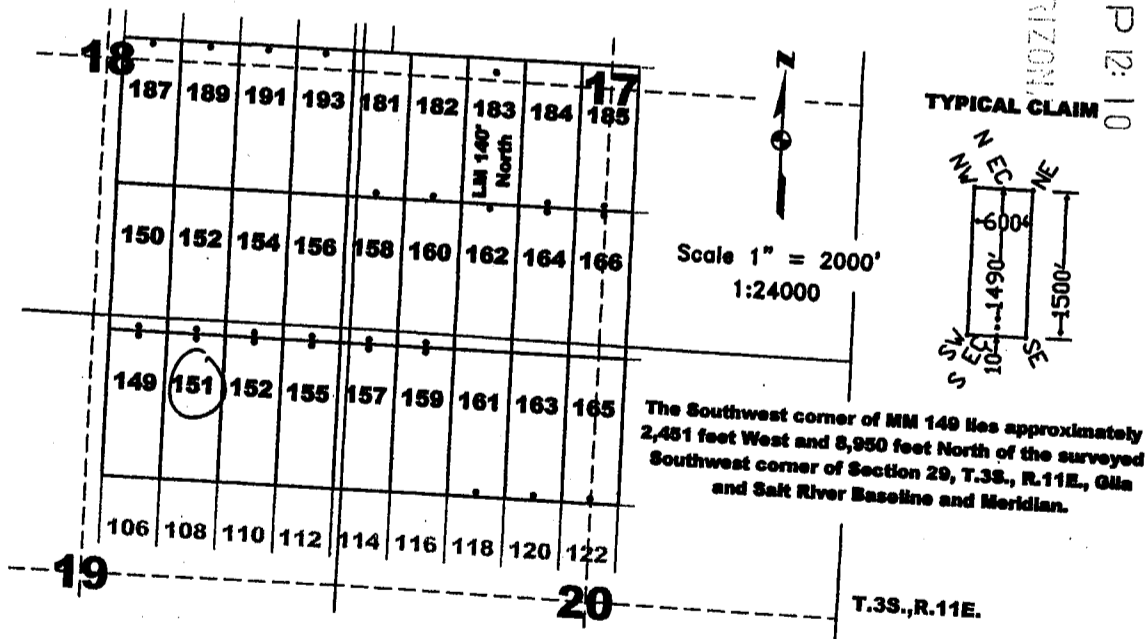 P 12: 10
RIZON
18
17
187 189 191 193 181 182 183 184 185
LM 140'
North
N
TYPICAL CLAIM
NW N EC NE
600'
1490'
1500'
10'
SW S EC SE
150 152 154 156 158 160 162 164 166
Scale 1" = 2000'
1:24000
149 151 152 155 157 159 161 163 165
The Southwest corner of MM 149 lies approximately
2,451 feet West and 8,950 feet North of the surveyed
Southwest corner of Section 29, T.3S., R.11E., Gila
and Salt River Baseline and Meridian.
106 108 110 112 114 116 118 120 122
19
20
T.3S.,R.11E.